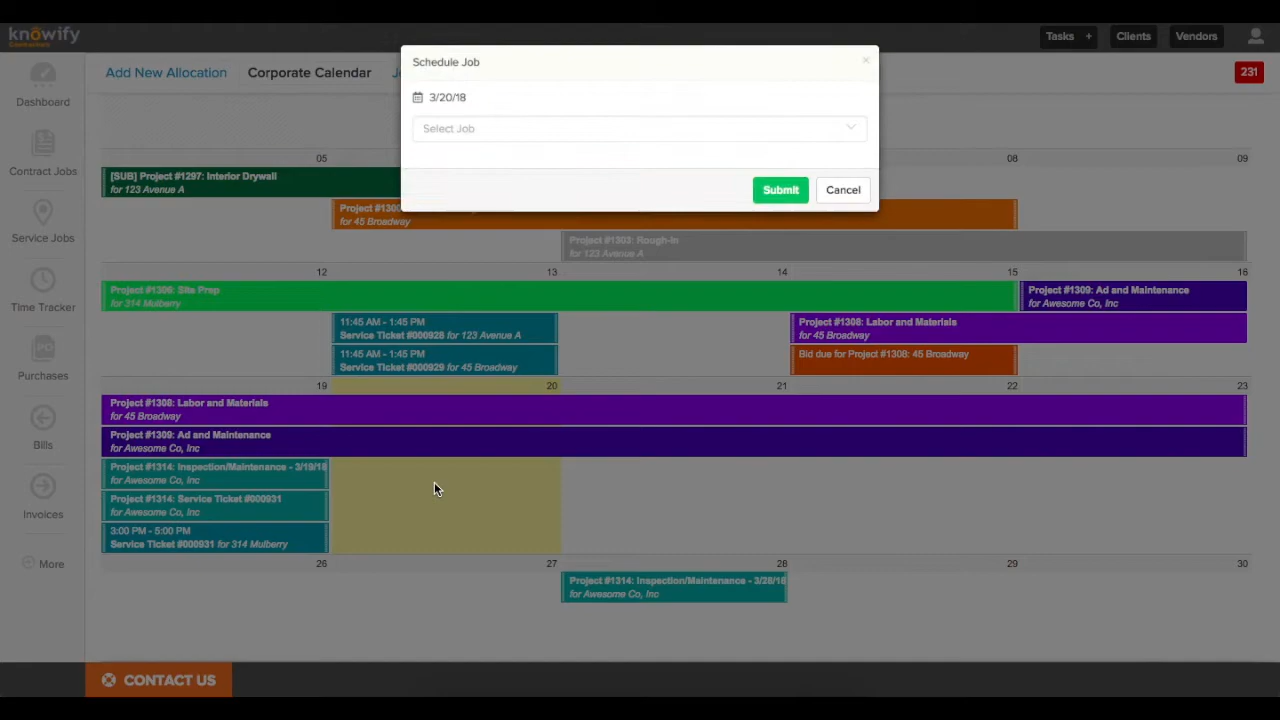 knowify
Tasks +
Clients
Vendors
Schedule Job
×
3/20/18
Select Job
Submit
Cancel
Add New Allocation
Corporate Calendar
231
Dashboard
Contract Jobs
Service Jobs
Time Tracker
Purchases
Bills
Invoices
More
05
08
09
[SUB] Project #1297: Interior Drywall
for 123 Avenue A
Project #1309
for 45 Broadway
Project #1303: Rough-In
for 123 Avenue A
12
13
14
15
16
Project #1306: Site Prep
for 314 Mulberry
Project #1309: Ad and Maintenance
for Awesome Co, Inc
11:45 AM - 1:45 PM
Service Ticket #000928 for 123 Avenue A
Project #1308: Labor and Materials
for 45 Broadway
11:45 AM - 1:45 PM
Service Ticket #000929 for 45 Broadway
Bid due for Project #1308: 45 Broadway
19
20
21
22
23
Project #1308: Labor and Materials
for 45 Broadway
Project #1309: Ad and Maintenance
for Awesome Co, Inc
Project #1314: Inspection/Maintenance - 3/19/18
for Awesome Co, Inc
Project #1314: Service Ticket #000931
for Awesome Co, Inc
3:00 PM - 5:00 PM
Service Ticket #000931 for 314 Mulberry
26
27
28
29
30
Project #1314: Inspection/Maintenance - 3/28/18
for Awesome Co, Inc
CONTACT US